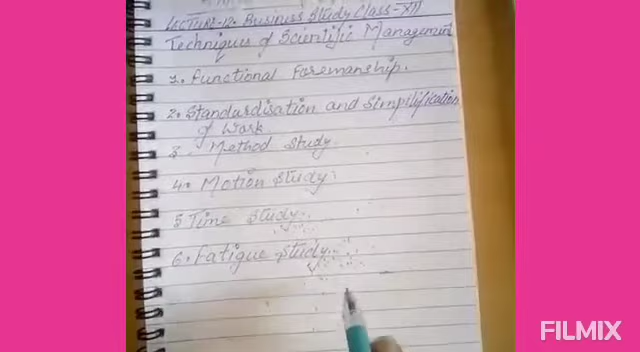 LECTURE-12. Business Study Class-XII
Techniques of Scientific Management
1. Functional Foremanship.
2. Standardisation and Simplification
of Work
3. Method Study.
4. Motion Study.
5 Time Study.
6. Fatigue Study.
FILMIX